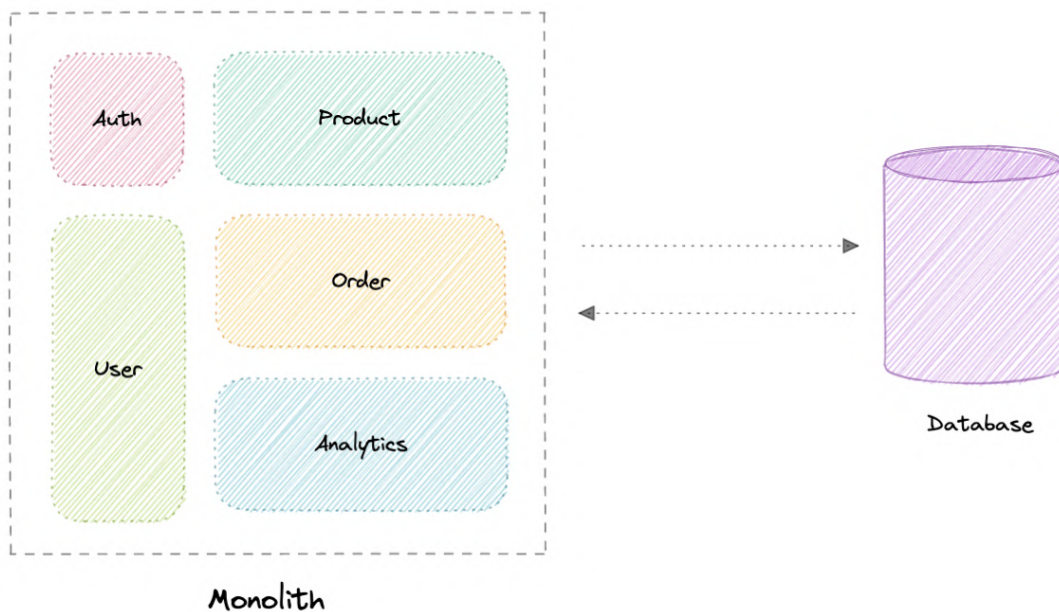 Auth
Product
Order
User
Analytics
Database
Monolith